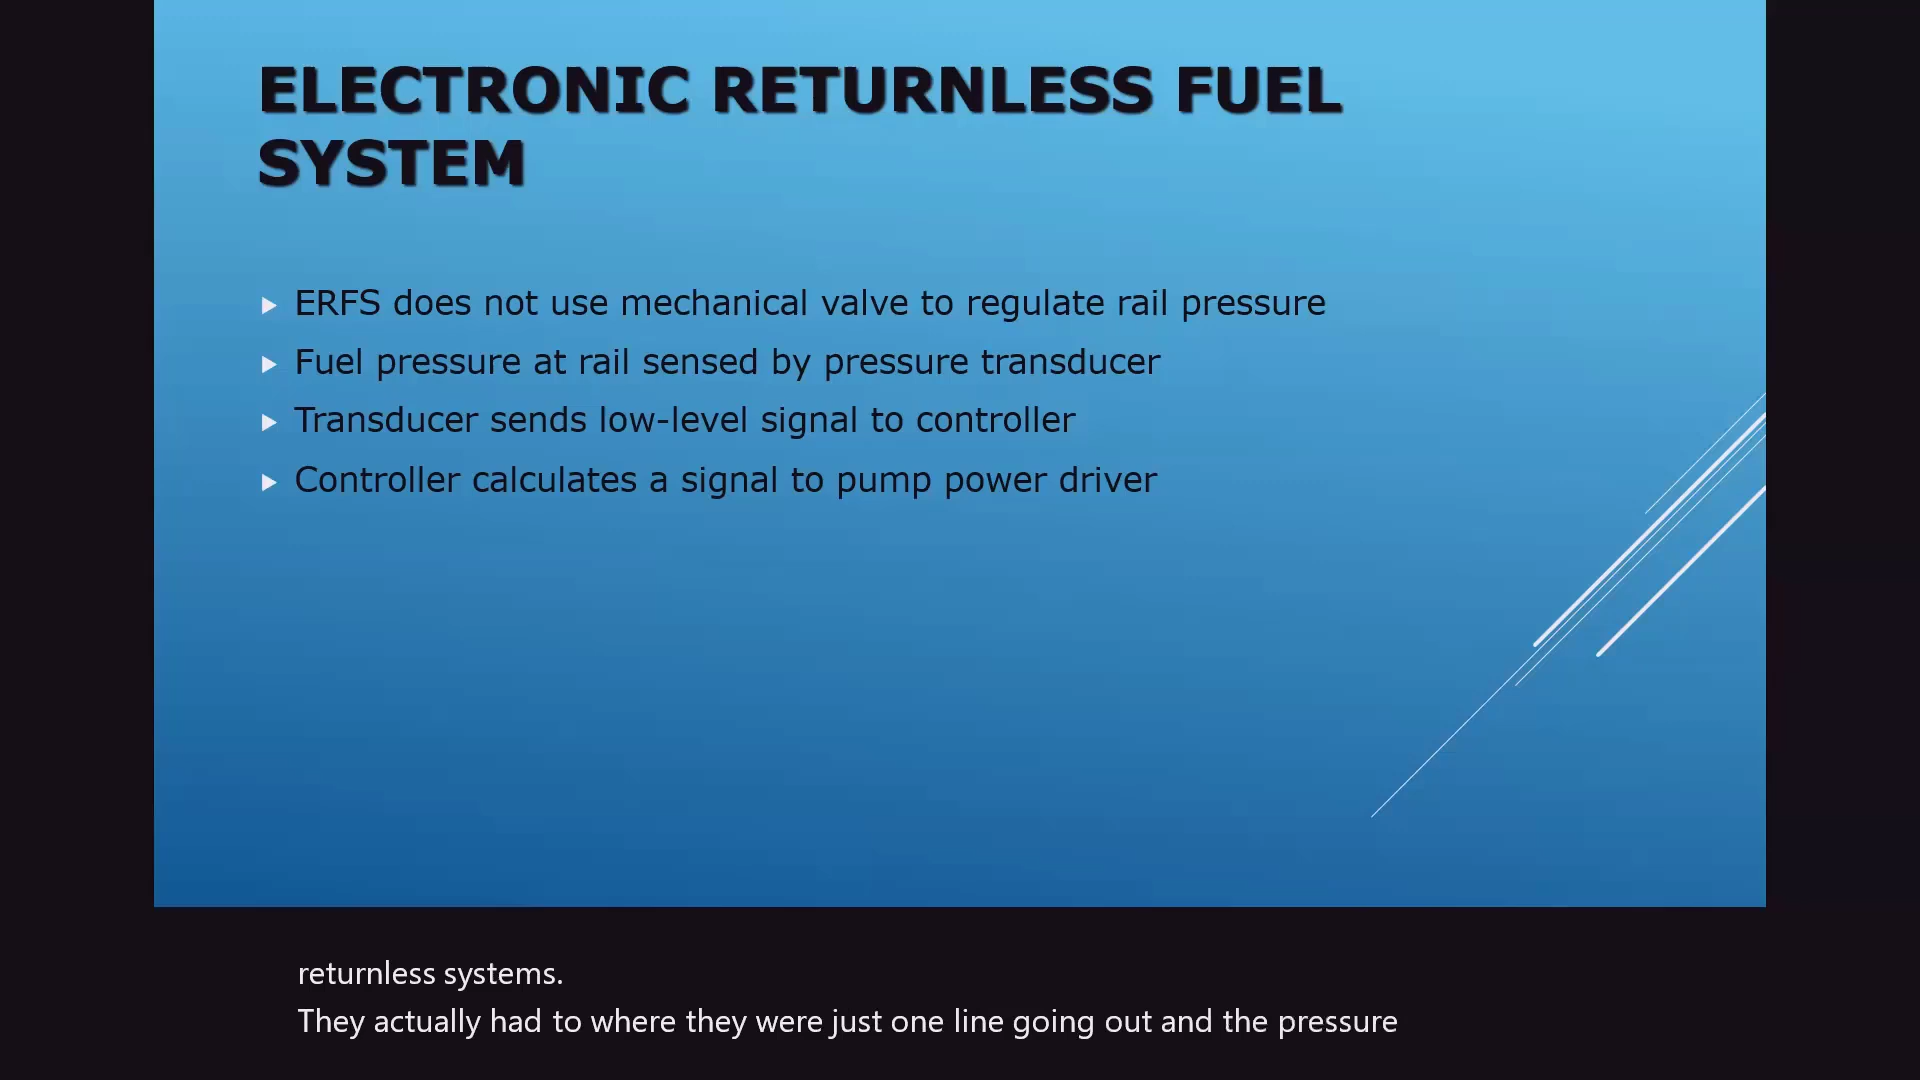 ELECTRONIC RETURNLESS FUEL
SYSTEM
ERFS does not use mechanical valve to regulate rail pressure
Fuel pressure at rail sensed by pressure transducer
Transducer sends low-level signal to controller
Controller calculates a signal to pump power driver
returnless systems.
They actually had to where they were just one line going out and the pressure